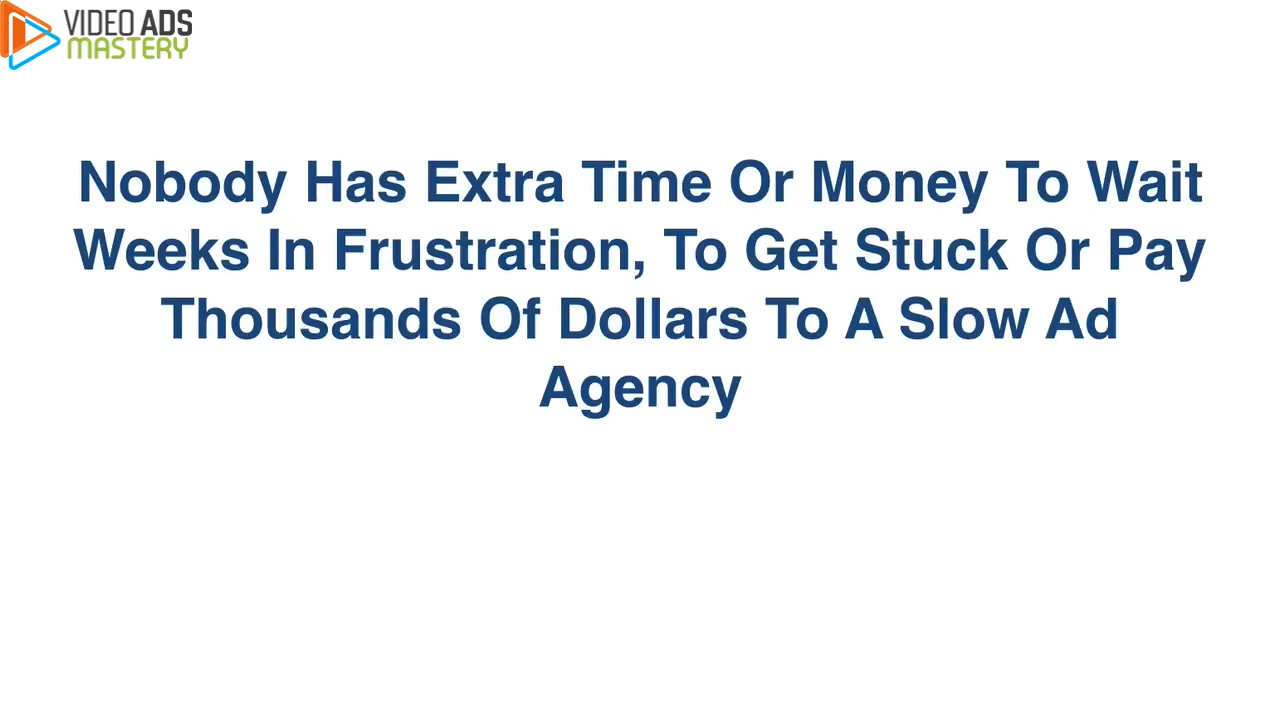 VIDEO ADS
MASTERY
Nobody Has Extra Time Or Money To Wait
Weeks In Frustration, To Get Stuck Or Pay
Thousands Of Dollars To A Slow Ad
Agency